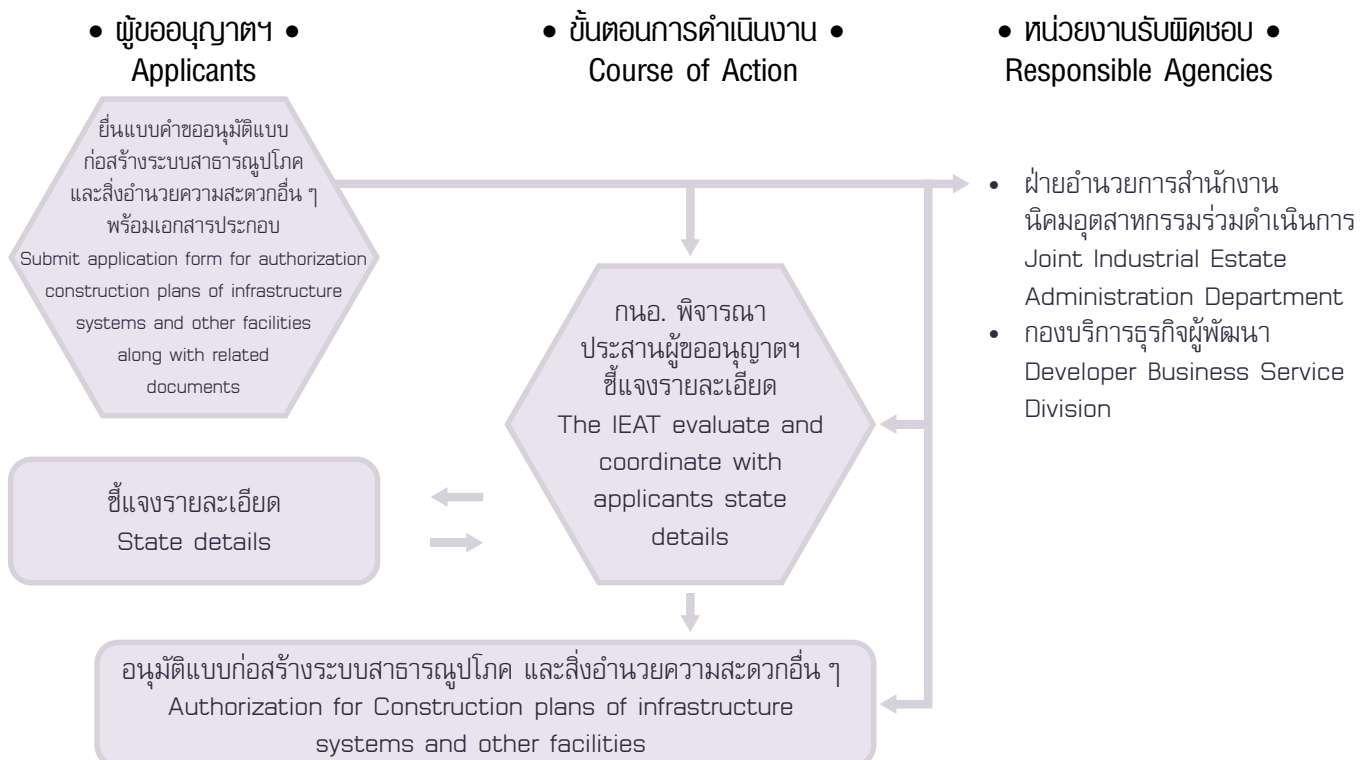 • ผู้ขออนุญาตฯ •
Applicants
• ขั้นตอนการดำเนินงาน •
Course of Action
• หน่วยงานรับผิดชอบ •
Responsible Agencies
ยื่นแบบคำขออนุมัติแบบ
ก่อสร้างระบบสาธารณูปโภค
และสิ่งอำนวยความสะดวกอื่น ๆ
พร้อมเอกสารประกอบ
Submit application form for authorization
construction plans of infrastructure
systems and other facilities
along with related
documents
กนอ. พิจารณา
ประสานผู้ขออนุญาตฯ
ชี้แจงรายละเอียด
The IEAT evaluate and
coordinate with
applicants state
details
• ฝ่ายอำนวยการสำนักงาน
นิคมอุตสาหกรรมร่วมดำเนินการ
Joint Industrial Estate
Administration Department
• กองบริการธุรกิจผู้พัฒนา
Developer Business Service
Division
ชี้แจงรายละเอียด
State details
อนุมัติแบบก่อสร้างระบบสาธารณูปโภค และสิ่งอำนวยความสะดวกอื่น ๆ
Authorization for Construction plans of infrastructure
systems and other facilities